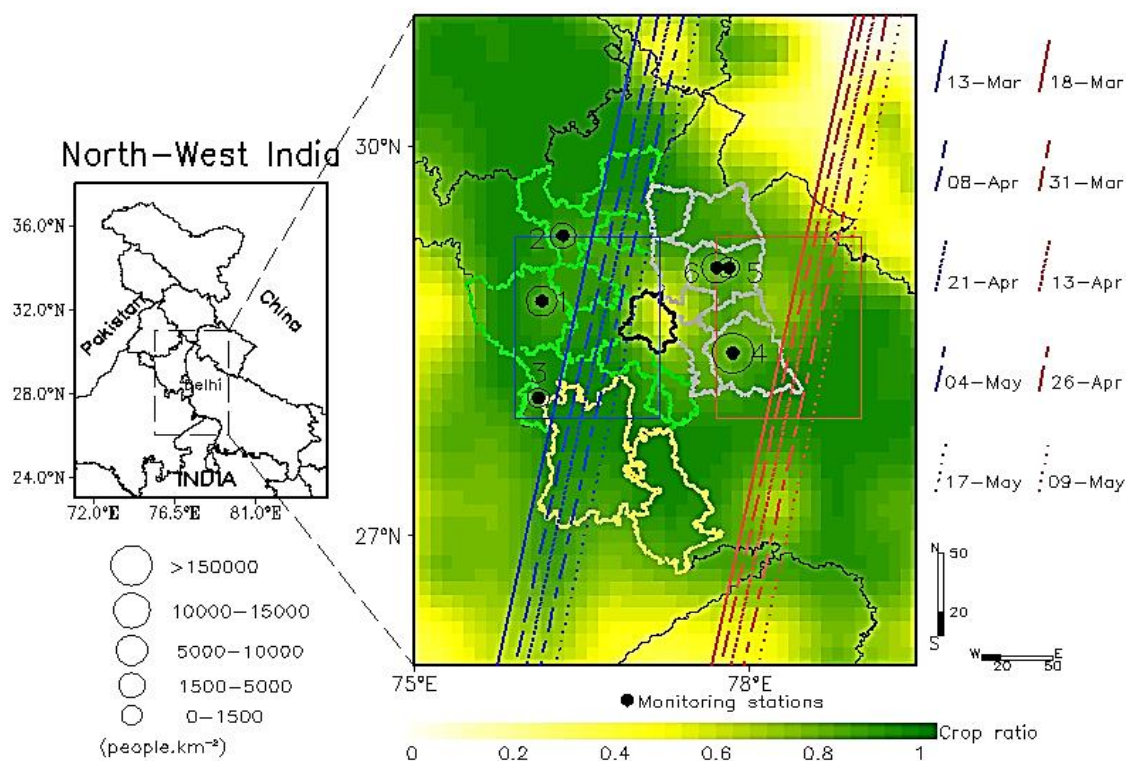 North-West India
36.0°N
32.0°N
28.0°N
24.0°N
72.0°E 76.5°E 81.0°E
Pakistan
China
Delhi
INDIA
>150000
10000-15000
5000-10000
1500-5000
0-1500
(people.km⁻²)
30°N
27°N
75°E 78°E
2
1
3
6
5
4
Monitoring stations
0 0.2 0.4 0.6 0.8 1
Crop ratio
13-Mar 18-Mar
08-Apr 31-Mar
21-Apr 13-Apr
04-May 26-Apr
17-May 09-May
N 50
20
S
W E
20 50